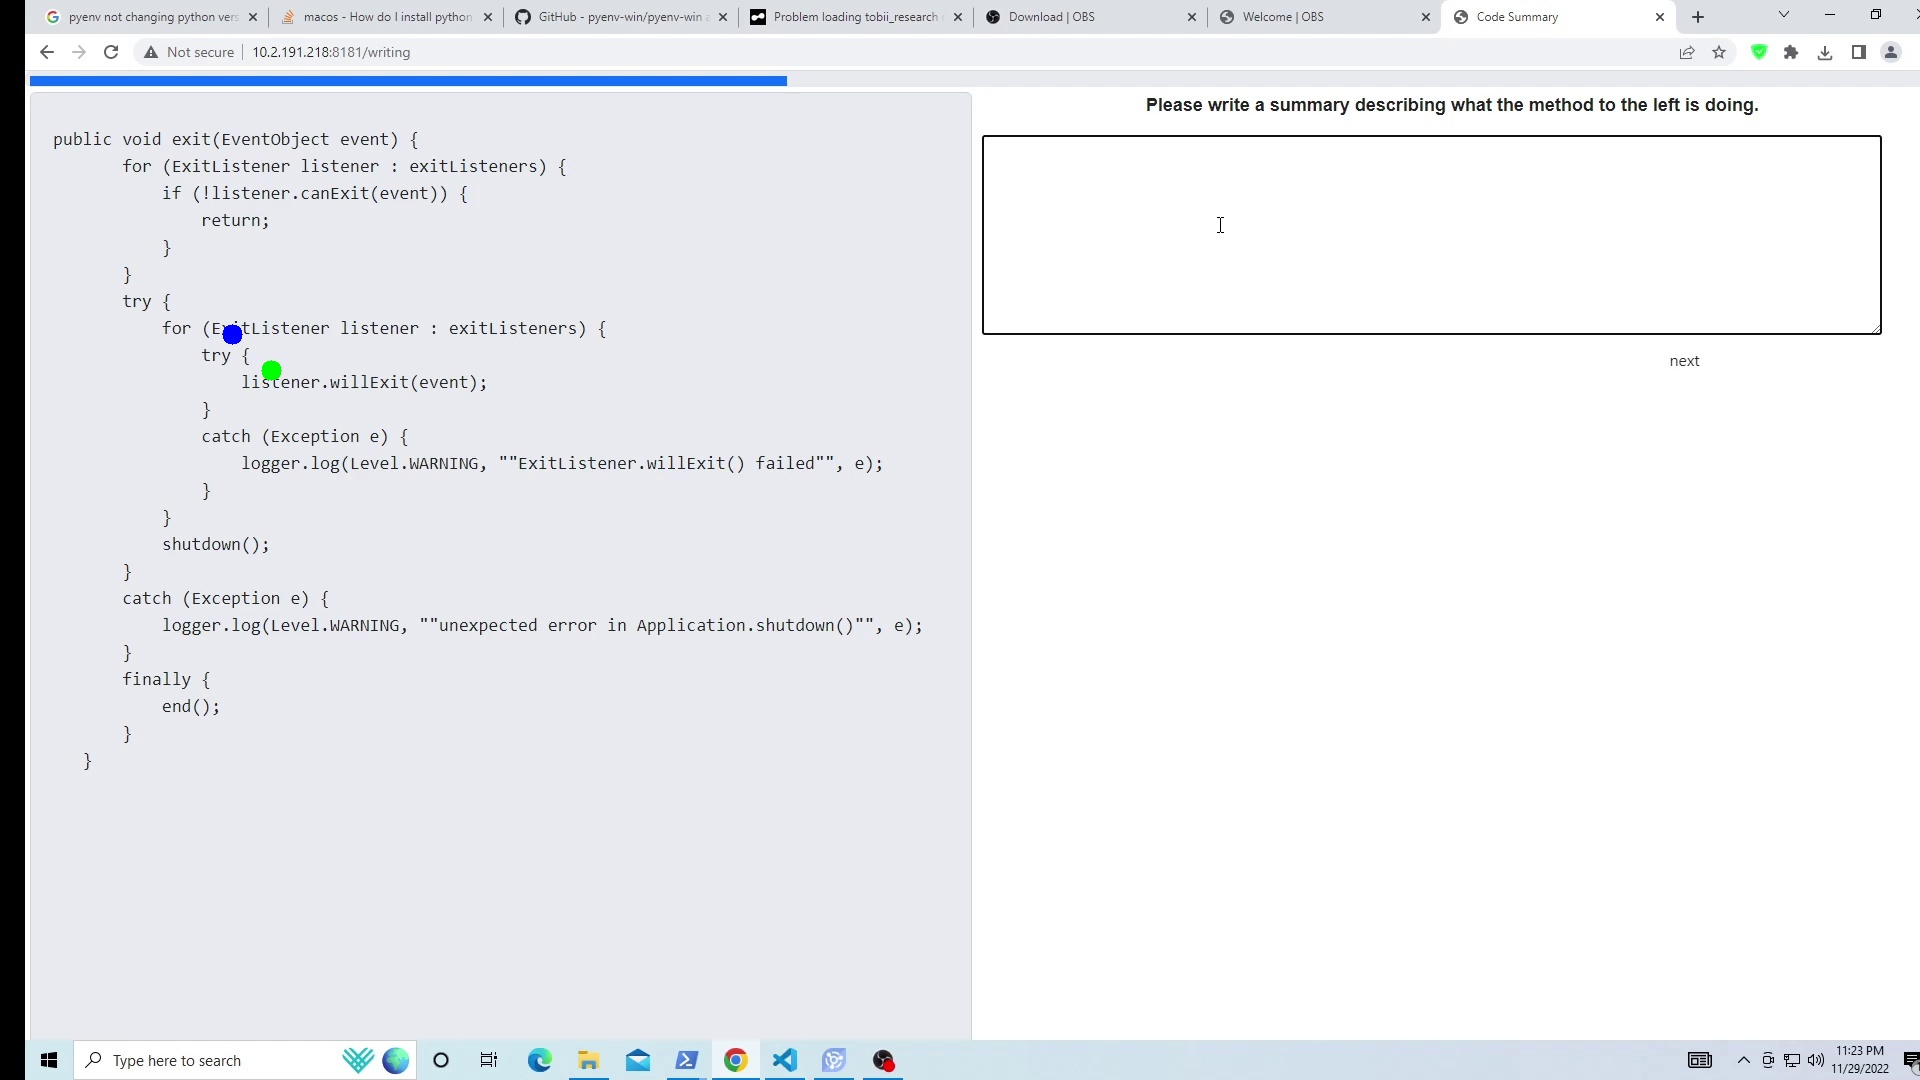 pyenv not changing python vers
macos - How do I install python
GitHub - pyenv-win/pyenv-win a
Problem loading tobii_research
Download | OBS
Welcome | OBS
Code Summary
Not secure
10.2.191.218:8181/writing
public void exit(EventObject event) {
for (ExitListener listener : exitListeners) {
if (!listener.canExit(event)) {
return;
}
}
try {
for (ExitListener listener : exitListeners) {
try {
listener.willExit(event);
}
catch (Exception e) {
logger.log(Level.WARNING, ""ExitListener.willExit() failed"", e);
}
}
shutdown();
}
catch (Exception e) {
logger.log(Level.WARNING, ""unexpected error in Application.shutdown()"", e);
}
finally {
end();
}
}
Please write a summary describing what the method to the left is doing.
next
Type here to search
11:23 PM
11/29/2022